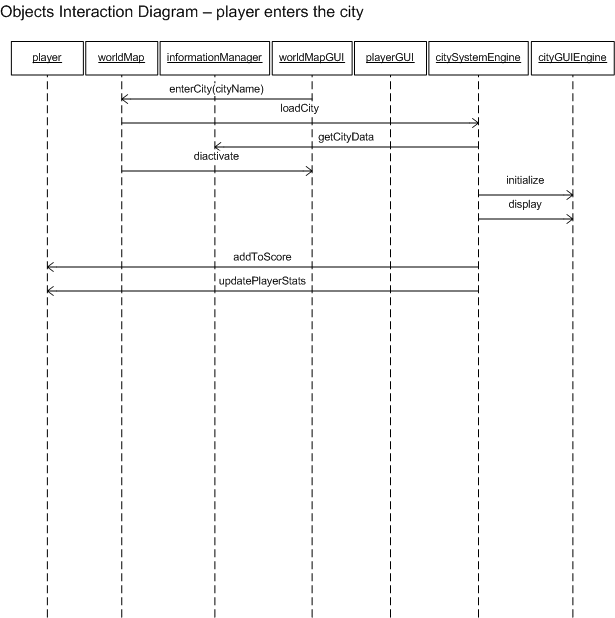 Objects Interaction Diagram – player enters the city
player worldMap informationManager worldMapGUI playerGUI citySystemEngine cityGUIEngine
enterCity(cityName)
loadCity
getCityData
diactivate
initialize
display
addToScore
updatePlayerStats